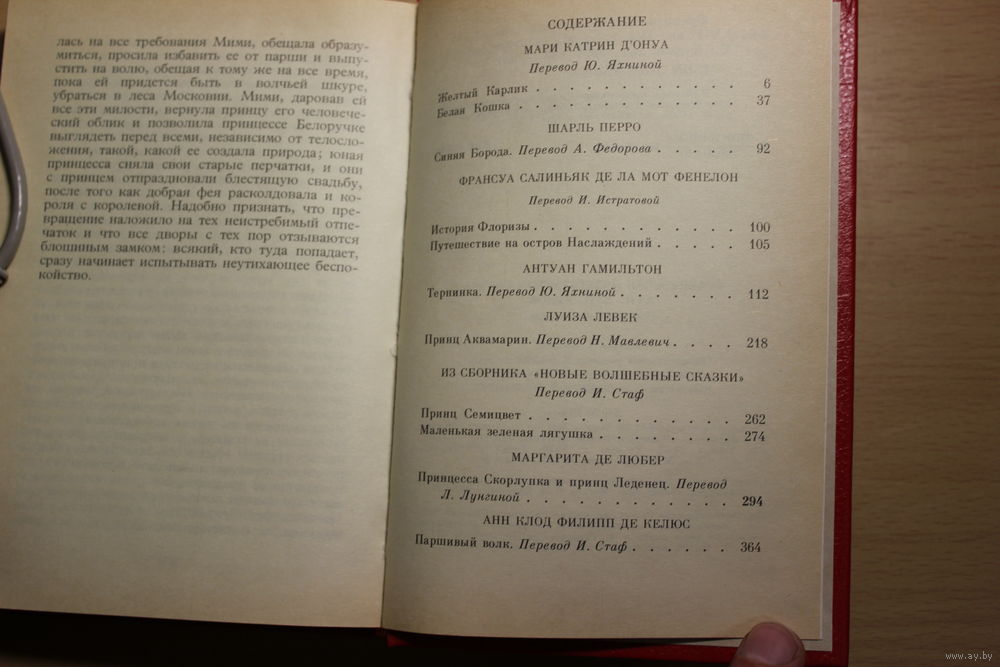 лась на все требования Мими, обещала образу-
миться, просила избавить ее от парши и выпу-
стить на волю, обещая к тому же на все время,
пока ей придется быть в волчьей шкуре,
убраться в леса Московии. Мими, даровав ей
все эти милости, вернула принцу его человече-
ский облик и позволила принцессе Белоручке
выглядеть перед всеми, независимо от телосло-
жения, такой, какой ее создала природа; юная
принцесса сняла свои старые перчатки, и они
с принцем отпраздновали блестящую свадьбу,
после того как добрая фея расколдовала и ко-
роля с королевой. Надобно признать, что пре-
вращение наложило на тех неистребимый отпе-
чаток и что все дворы с тех пор отзываются
блошиным замком: всякий, кто туда попадает,
сразу начинает испытывать неутихающее беспо-
койство.
СОДЕРЖАНИЕ
МАРИ КАТРИН Д'ОНУА
Перевод Ю. Яхниной
Желтый Карлик . . . . . . . . . . . . 6
Белая Кошка . . . . . . . . . . . . . 37
ШАРЛЬ ПЕРРО
Синяя Борода. Перевод А. Федорова . . . . . 92
ФРАНСУА САЛИНЬЯК ДЕ ЛА МОТ ФЕНЕЛОН
Перевод И. Истратовой
История Флоризы . . . . . . . . . . . 100
Путешествие на остров Наслаждений . . . . . 105
АНТУАН ГАМИЛЬТОН
Тернинка. Перевод Ю. Яхниной . . . . . . . 112
ЛУИЗА ЛЕВЕК
Принц Аквамарин. Перевод Н. Мавлевич . . . . 218
ИЗ СБОРНИКА «НОВЫЕ ВОЛШЕБНЫЕ СКАЗКИ»
Перевод И. Стаф
Принц Семицвет . . . . . . . . . . . . 262
Маленькая зеленая лягушка . . . . . . . . 274
МАРГАРИТА ДЕ ЛЮБЕР
Принцесса Скорлупка и принц Леденец. Перевод
Л. Лунгиной . . . . . . . . . . . . 294
АНН КЛОД ФИЛИПП ДЕ КЕЛЮС
Паршивый волк. Перевод И. Стаф . . . . . . 364
www.ay.by